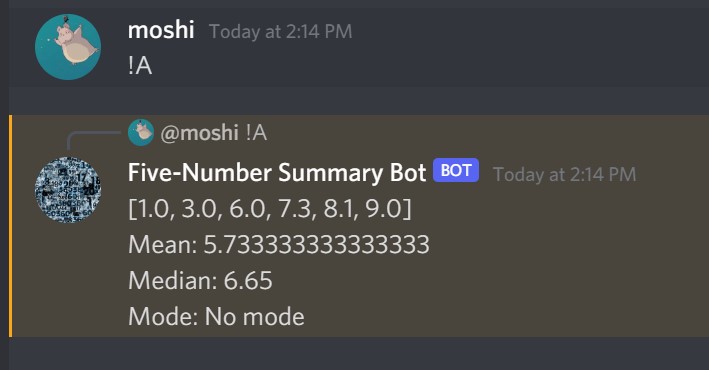 moshi Today at 2:14 PM
!A
@moshi !A
Five-Number Summary Bot BOT Today at 2:14 PM
[1.0, 3.0, 6.0, 7.3, 8.1, 9.0]
Mean: 5.733333333333333
Median: 6.65
Mode: No mode